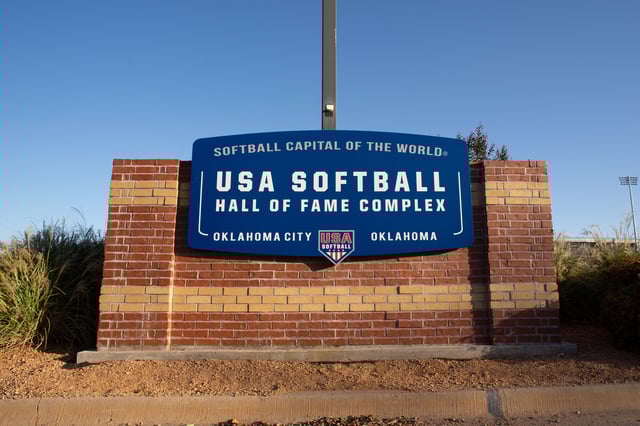 SOFTBALL CAPITAL OF THE WORLD®
USA SOFTBALL
HALL OF FAME COMPLEX
OKLAHOMA CITY
USA
SOFTBALL
OKLAHOMA